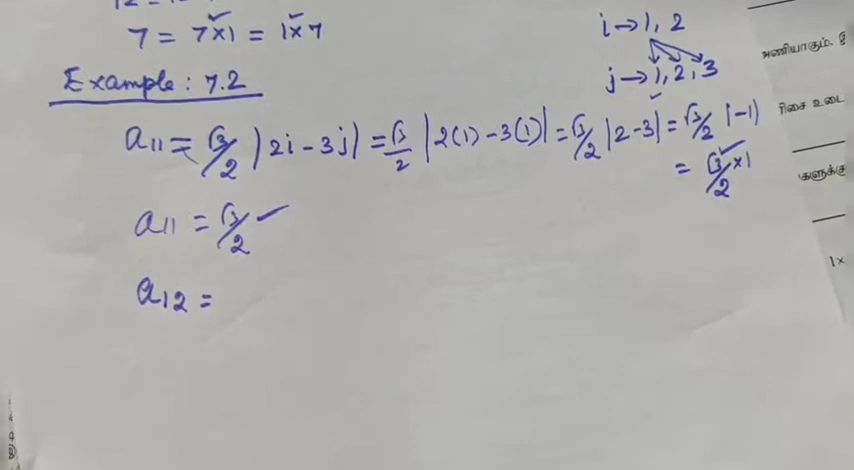 7 = 7×1 = 1×7
i → 1, 2
j → 1, 2, 3
Example: 7.2
a₁₁ = √3/2 |2i - 3j| = √3/2 |2(1) - 3(1)| = √3/2 |2-3| = √3/2 |-1|
= √3/2 ×1
a₁₁ = √3/2
a₁₂ =
அணியாகும்.
1×